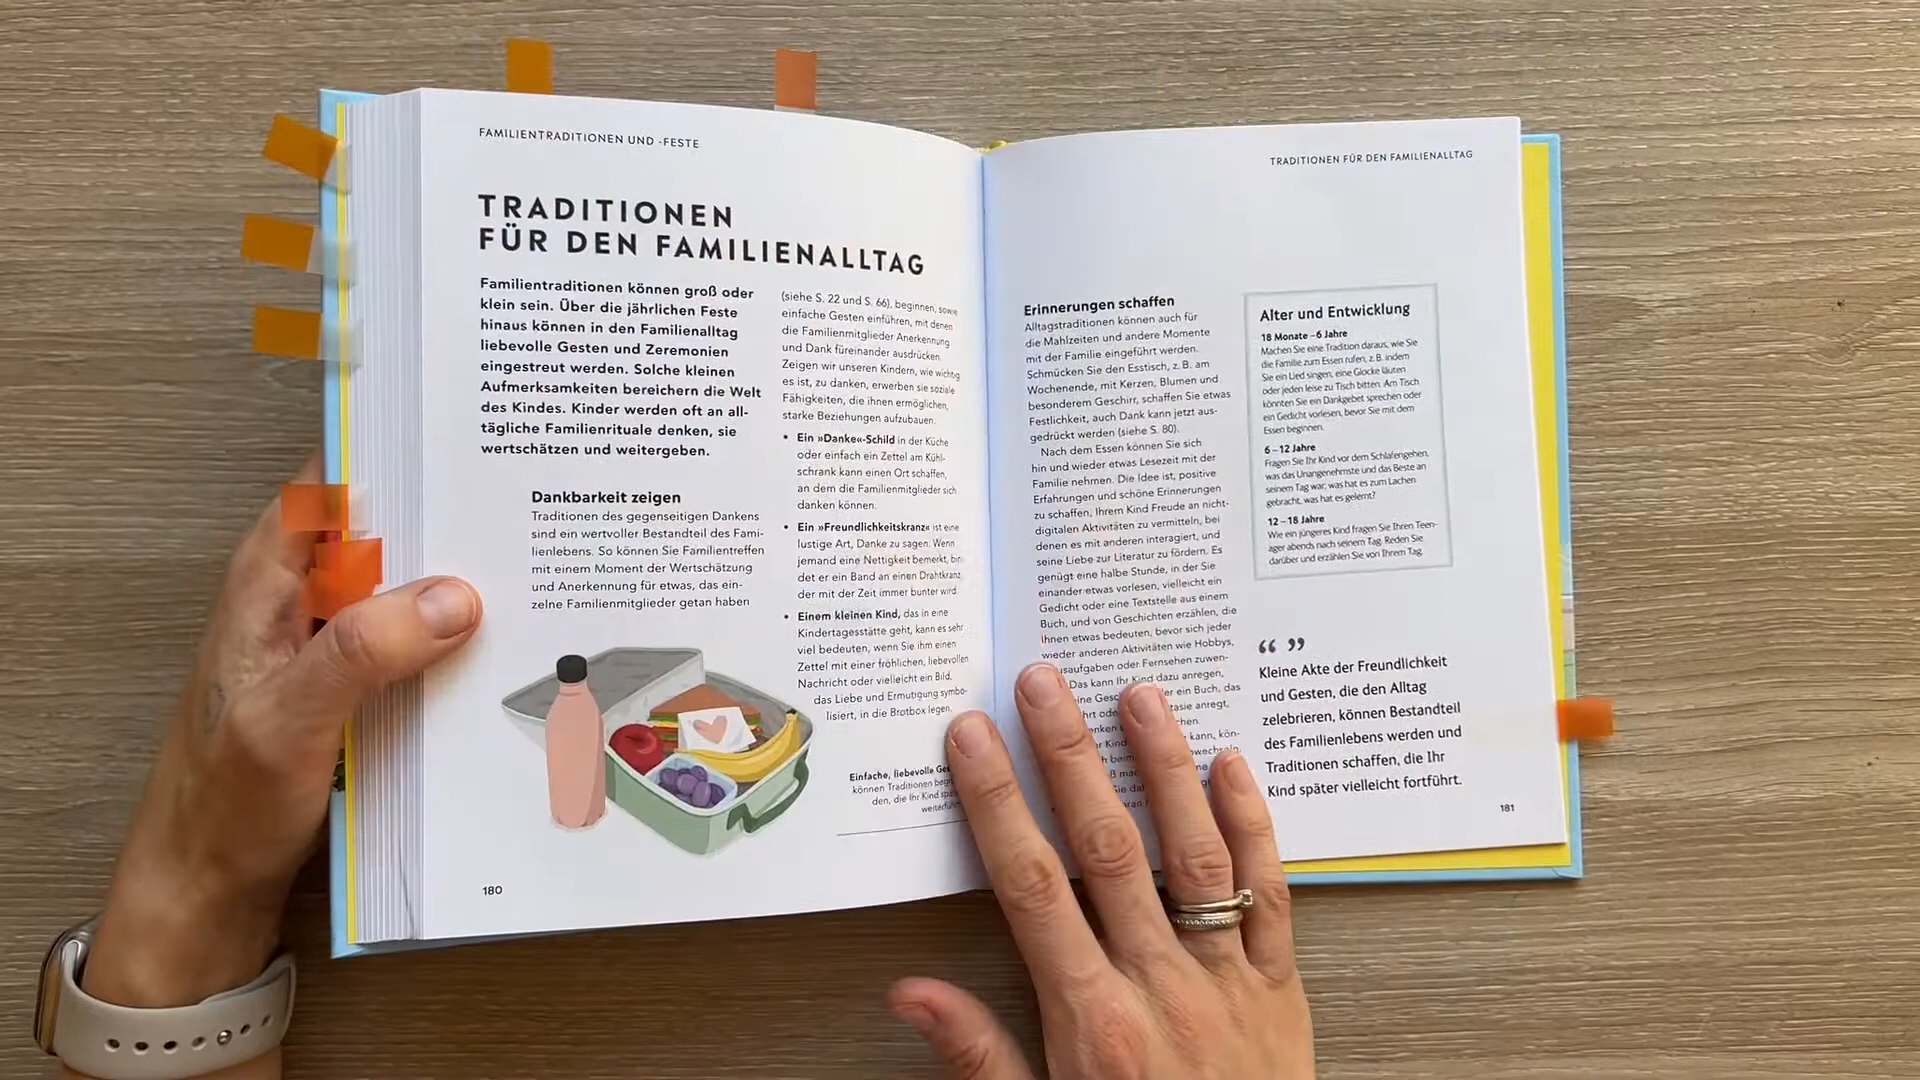 FAMILIENTRADITIONEN UND -FESTE
TRADITIONEN
FÜR DEN FAMILIENALLTAG
Familientraditionen können groß oder
klein sein. Über die jährlichen Feste
hinaus können in den Familienalltag
liebevolle Gesten und Zeremonien
eingestreut werden. Solche kleinen
Aufmerksamkeiten bereichern die Welt
des Kindes. Kinder werden oft an all-
tägliche Familienrituale denken, sie
wertschätzen und weitergeben.
Dankbarkeit zeigen
Traditionen des gegenseitigen Dankens
sind ein wertvoller Bestandteil des Fami-
lienlebens. So können Sie Familientreffen
mit einem Moment der Wertschätzung
und Anerkennung für etwas, das ein-
zelne Familienmitglieder getan haben
(siehe S. 22 und S. 66), beginnen, sowie
einfache Gesten einführen, mit denen
die Familienmitglieder Anerkennung
und Dank füreinander ausdrücken.
Zeigen wir unseren Kindern, wie wichtig
es ist, zu danken, erwerben sie soziale
Fähigkeiten, die ihnen ermöglichen,
starke Beziehungen aufzubauen.
• Ein »Danke«-Schild in der Küche
oder einfach ein Zettel am Kühl-
schrank kann einen Ort schaffen,
an dem die Familienmitglieder sich
danken können.
• Ein »Freundlichkeitskranz« ist eine
lustige Art, Danke zu sagen. Wenn
jemand eine Nettigkeit bemerkt, bin-
det er ein Band an einen Drahtkranz,
der mit der Zeit immer bunter wird.
• Einem kleinen Kind, das in eine
Kindertagesstätte geht, kann es sehr
viel bedeuten, wenn Sie ihm einen
Zettel mit einer fröhlichen, liebevollen
Nachricht oder vielleicht ein Bild,
das Liebe und Ermutigung symbo-
lisiert, in die Brotbox legen.
Einfache, liebevolle
können Traditionen
den, die Ihr Kind
180
TRADITIONEN FÜR DEN FAMILIENALLTAG
Erinnerungen schaffen
Alltagstraditionen können auch für
die Mahlzeiten und andere Momente
mit der Familie eingeführt werden.
Schmücken Sie den Esstisch, z. B. am
Wochenende, mit Kerzen, Blumen und
besonderem Geschirr, schaffen Sie etwas
Festlichkeit, auch Dank kann jetzt aus-
gedrückt werden (siehe S. 80).
Nach dem Essen können Sie sich
hin und wieder etwas Lesezeit mit der
Familie nehmen. Die Idee ist, positive
Erfahrungen und schöne Erinnerungen
zu schaffen, Ihrem Kind Freude an nicht-
digitalen Aktivitäten zu vermitteln, bei
denen es mit anderen interagiert, und
seine Liebe zur Literatur zu fördern. Es
genügt eine halbe Stunde, in der Sie
einander etwas vorlesen, vielleicht ein
Gedicht oder eine Textstelle aus einem
Buch, und von Geschichten erzählen, die
Ihnen etwas bedeuten, bevor sich jeder
wieder anderen Aktivitäten wie Hobbys,
oder Fernsehen zuwen-
Das kann Ihr Kind dazu anregen,
ein Buch, das
anregt,
kann, kön-
Alter und Entwicklung
18 Monate – 6 Jahre
Machen Sie eine Tradition daraus, wie Sie
die Familie zum Essen rufen, z. B. indem
Sie ein Lied singen, eine Glocke läuten
oder jeden leise zu Tisch bitten. Am Tisch
könnten Sie ein Dankgebet sprechen oder
ein Gedicht vorlesen, bevor Sie mit dem
Essen beginnen.
6 – 12 Jahre
Fragen Sie Ihr Kind vor dem Schlafengehen,
was das Unangenehmste und das Beste an
seinem Tag war, was hat es zum Lachen
gebracht, was hat es gelernt?
12 – 18 Jahre
Wie ein jüngeres Kind fragen Sie Ihren Teen-
ager abends nach seinem Tag. Reden Sie
darüber und erzählen Sie von Ihrem Tag.
“ ”
Kleine Akte der Freundlichkeit
und Gesten, die den Alltag
zelebrieren, können Bestandteil
des Familienlebens werden und
Traditionen schaffen, die Ihr
Kind später vielleicht fortführt.
181